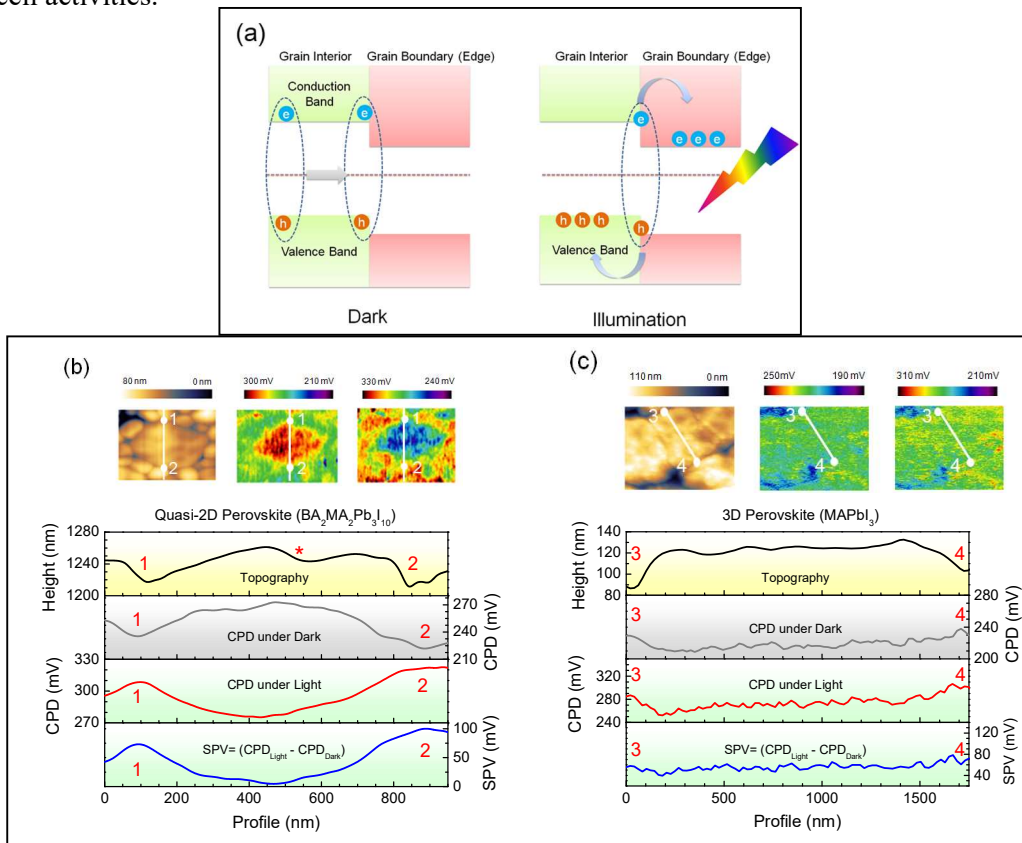 een activities.
(a)
Grain Interior Grain Boundary (Edge) Grain Interior Grain Boundary (Edge)
Conduction
Band
e e e
e e e
h h h h h h
Valence Band Valence Band
Dark Illumination
(b)
80 nm 0 nm 300 mV 210 mV 330 mV 240 mV
1 1 1
2 2 2
Quasi-2D Perovskite (BA2MA2Pb3I10)
Height (nm)
1280
1240
1200
1 * 2
Topography
CPD under Dark
1 2
270
240
210
CPD (mV)
CPD (mV)
330
300
270
CPD under Light
1 2
SPV= (CPDLight - CPDDark)
1 2
100
50
0
SPV (mV)
0 200 400 600 800
Profile (nm)
(c)
110 nm 0 nm 250 mV 190 mV 310 mV 210mV
3 3 3
4 4 4
3D Perovskite (MAPbI3)
Height (nm)
140
120
100
80
3 4
Topography
CPD under Dark
3 4
280
240
200
CPD (mV)
CPD (mV)
320
280
240
CPD under Light
3 4
SPV= (CPDLight - CPDDark)
3 4
120
80
40
SPV (mV)
0 500 1000 1500
Profile (nm)